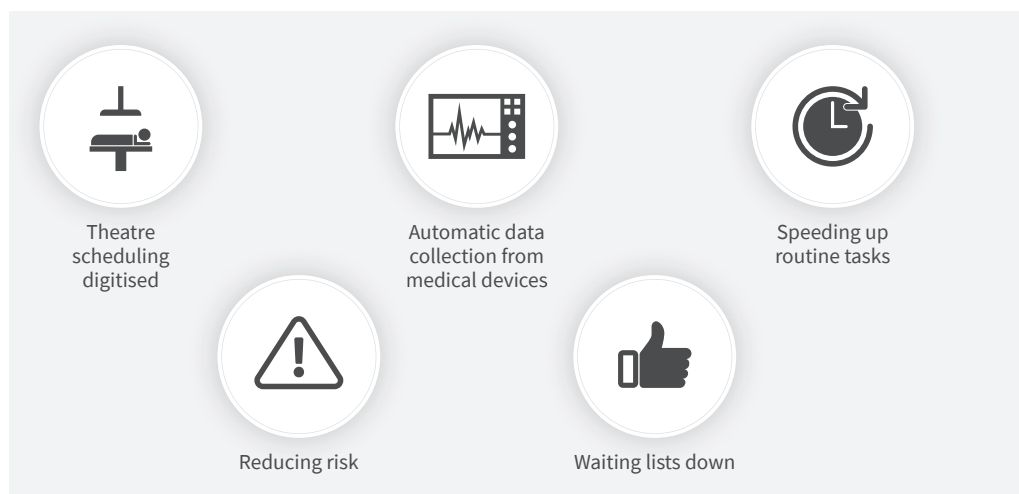 Theatre
scheduling
digitised
Automatic data
collection from
medical devices
Speeding up
routine tasks
Reducing risk
Waiting lists down